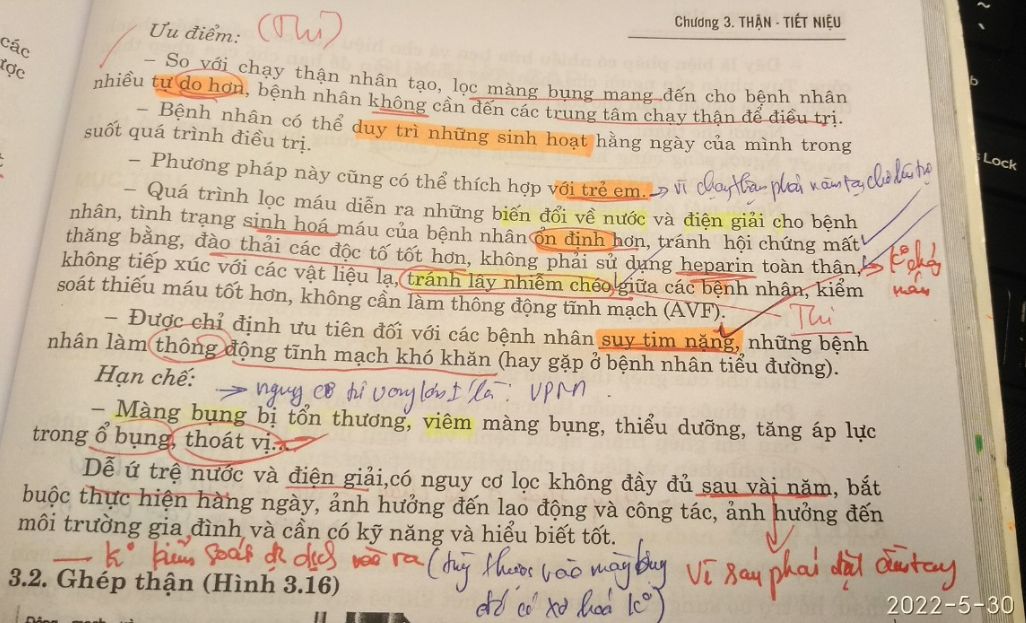 các
ược
Chương 3. THẬN - TIẾT NIỆU
Ưu điểm: (Thi)
– So với chạy thận nhân tạo, lọc màng bụng mang đến cho bệnh nhân
nhiều tự do hơn, bệnh nhân không cần đến các trung tâm chạy thận để điều trị.
– Bệnh nhân có thể duy trì những sinh hoạt hằng ngày của mình trong
suốt quá trình điều trị.
– Phương pháp này cũng có thể thích hợp với trẻ em. → vì chạy thận phải nằm
– Quá trình lọc máu diễn ra những biến đổi về nước và điện giải cho bệnh
nhân, tình trạng sinh hoá máu của bệnh nhân ổn định hơn, tránh hội chứng mất
thăng bằng, đào thải các độc tố tốt hơn, không phải sử dụng heparin toàn thân,
không tiếp xúc với các vật liệu lạ, tránh lây nhiễm chéo giữa các bệnh nhân, kiểm
soát thiếu máu tốt hơn, không cần làm thông động tĩnh mạch (AVF).
Thi
– Được chỉ định ưu tiên đối với các bệnh nhân suy tim nặng, những bệnh
nhân làm thông động tĩnh mạch khó khăn (hay gặp ở bệnh nhân tiểu đường).
Hạn chế:
→ nguy cơ tử vong lớn I là: VPM
– Màng bụng bị tổn thương, viêm màng bụng, thiểu dưỡng, tăng áp lực
trong ổ bụng, thoát vị...
Dễ ứ trệ nước và điện giải,có nguy cơ lọc không đầy đủ sau vài năm, bắt
buộc thực hiện hàng ngày, ảnh hưởng đến lao động và công tác, ảnh hưởng đến
môi trường gia đình và cần có kỹ năng và hiểu biết tốt.
— K° kiểm soát đc dịch vào ra (tùy thuộc vào màng bụng
đó có xơ hoá k°)
Vì sau phải đặt
3.2. Ghép thận (Hình 3.16)
Lock
2022-5-30